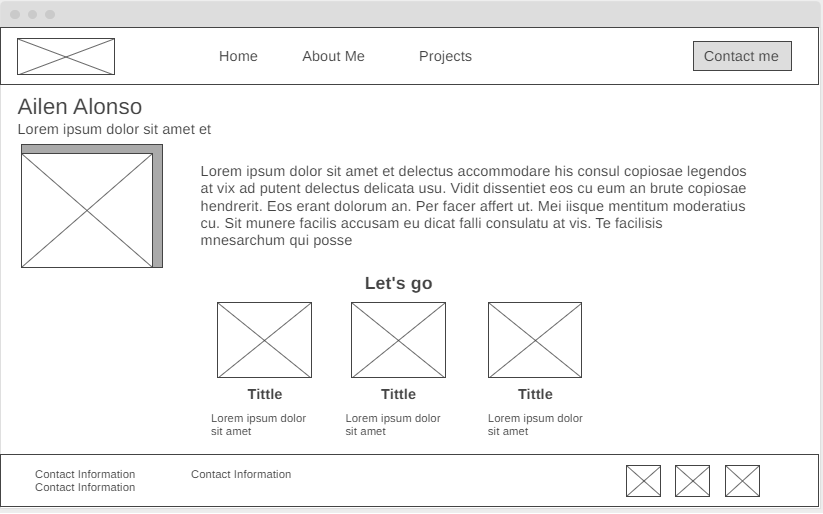 Home About Me Projects Contact me
Ailen Alonso
Lorem ipsum dolor sit amet et
Lorem ipsum dolor sit amet et delectus accommodare his consul copiosae legendos
at vix ad putent delectus delicata usu. Vidit dissentiet eos cu eum an brute copiosae
hendrerit. Eos erant dolorum an. Per facer affert ut. Mei iisque mentitum moderatius
cu. Sit munere facilis accusam eu dicat falli consulatu at vis. Te facilisis
mnesarchum qui posse
Let's go
Tittle Tittle Tittle
Lorem ipsum dolor
sit amet
Lorem ipsum dolor
sit amet
Lorem ipsum dolor
sit amet
Contact Information
Contact Information
Contact Information